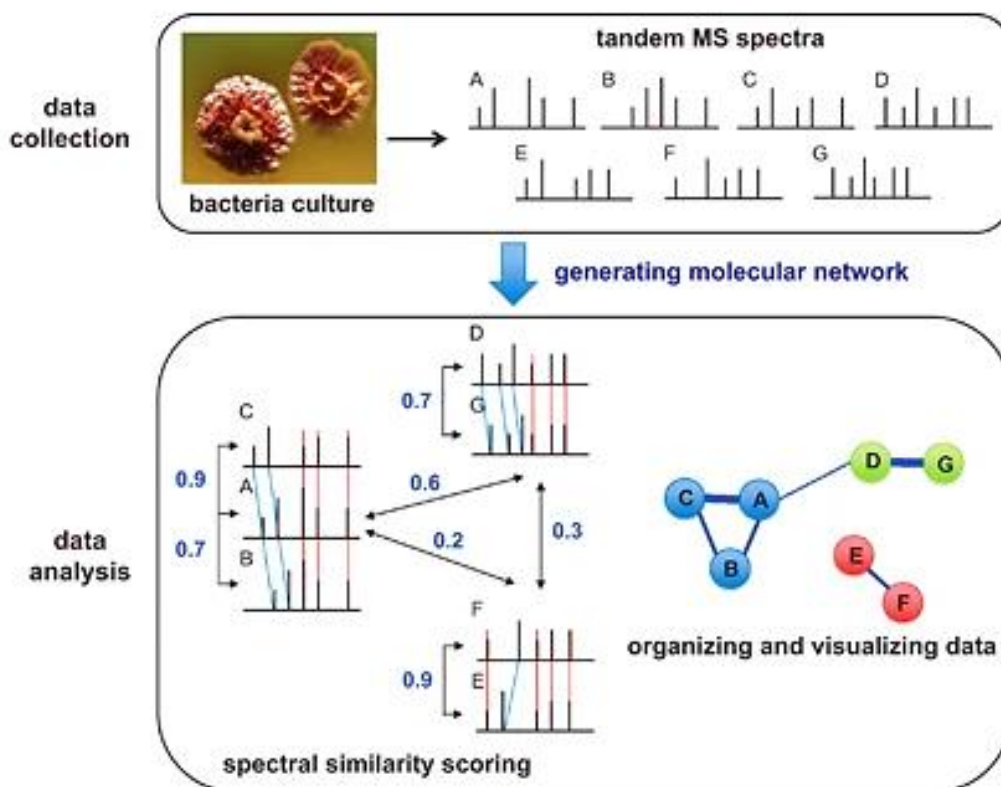 tandem MS spectra
data
collection
A
B
C
D
E
F
G
bacteria culture
generating molecular network
D
0.7
G
C
0.9
A
0.7
B
0.6
0.2
0.3
F
0.9
E
data
analysis
D
G
C
A
B
E
F
organizing and visualizing data
spectral similarity scoring